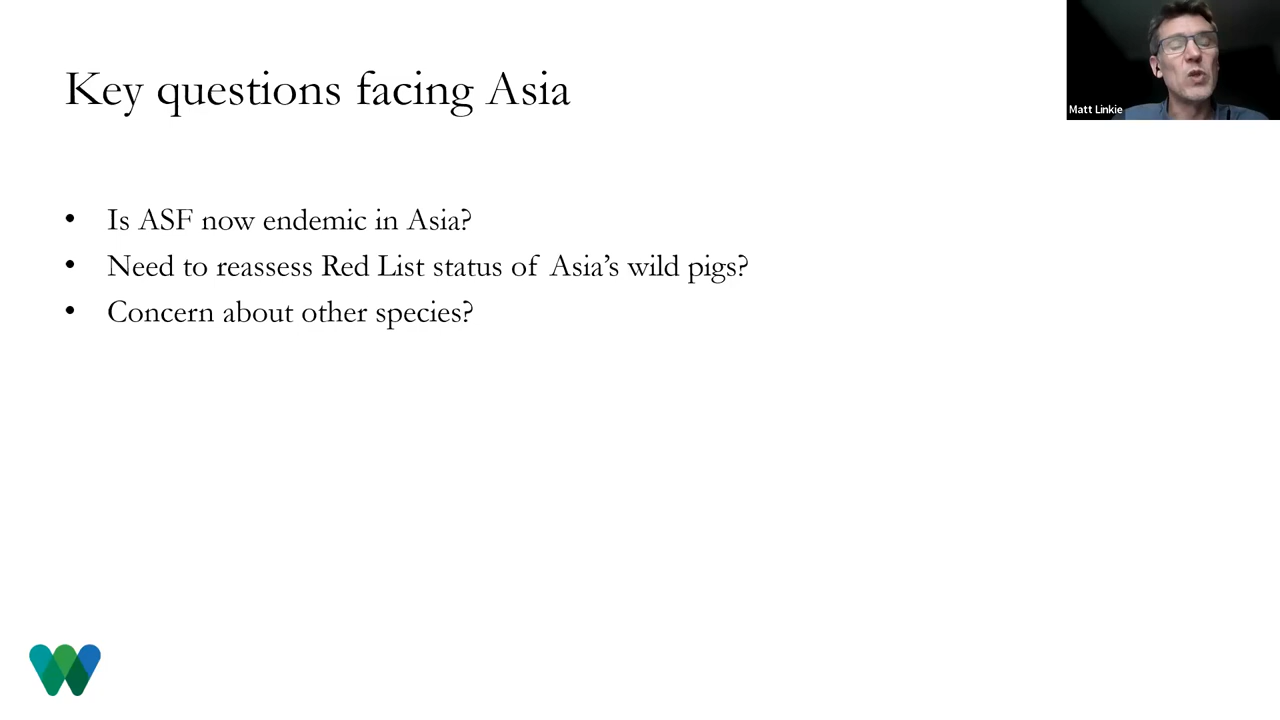 Key questions facing Asia
Matt Linkie
• Is ASF now endemic in Asia?
• Need to reassess Red List status of Asia’s wild pigs?
• Concern about other species?